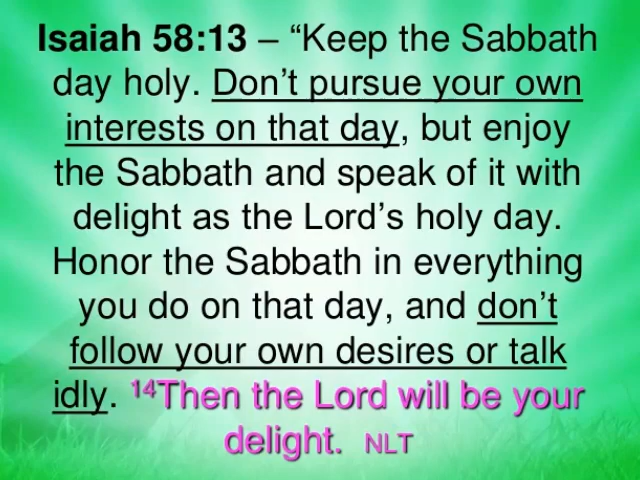 Isaiah 58:13 – “Keep the Sabbath
day holy. Don’t pursue your own
interests on that day, but enjoy
the Sabbath and speak of it with
delight as the Lord’s holy day.
Honor the Sabbath in everything
you do on that day, and don’t
follow your own desires or talk
idly. 14Then the Lord will be your
delight. NLT